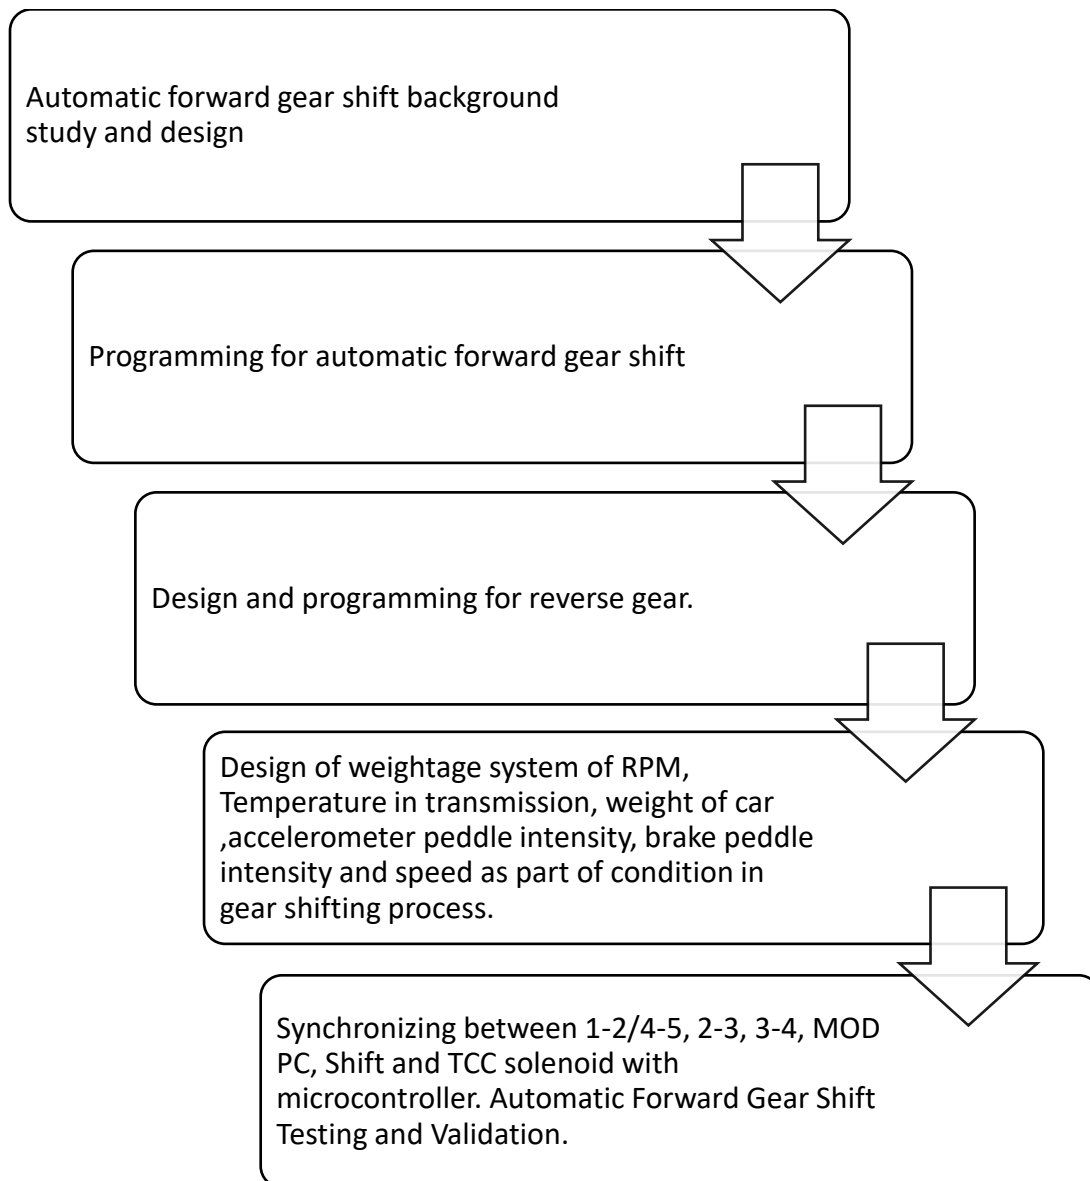 Automatic forward gear shift background
study and design
Programming for automatic forward gear shift
Design and programming for reverse gear.
Design of weightage system of RPM,
Temperature in transmission, weight of car
,accelerometer peddle intensity, brake peddle
intensity and speed as part of condition in
gear shifting process.
Synchronizing between 1-2/4-5, 2-3, 3-4, MOD
PC, Shift and TCC solenoid with
microcontroller. Automatic Forward Gear Shift
Testing and Validation.